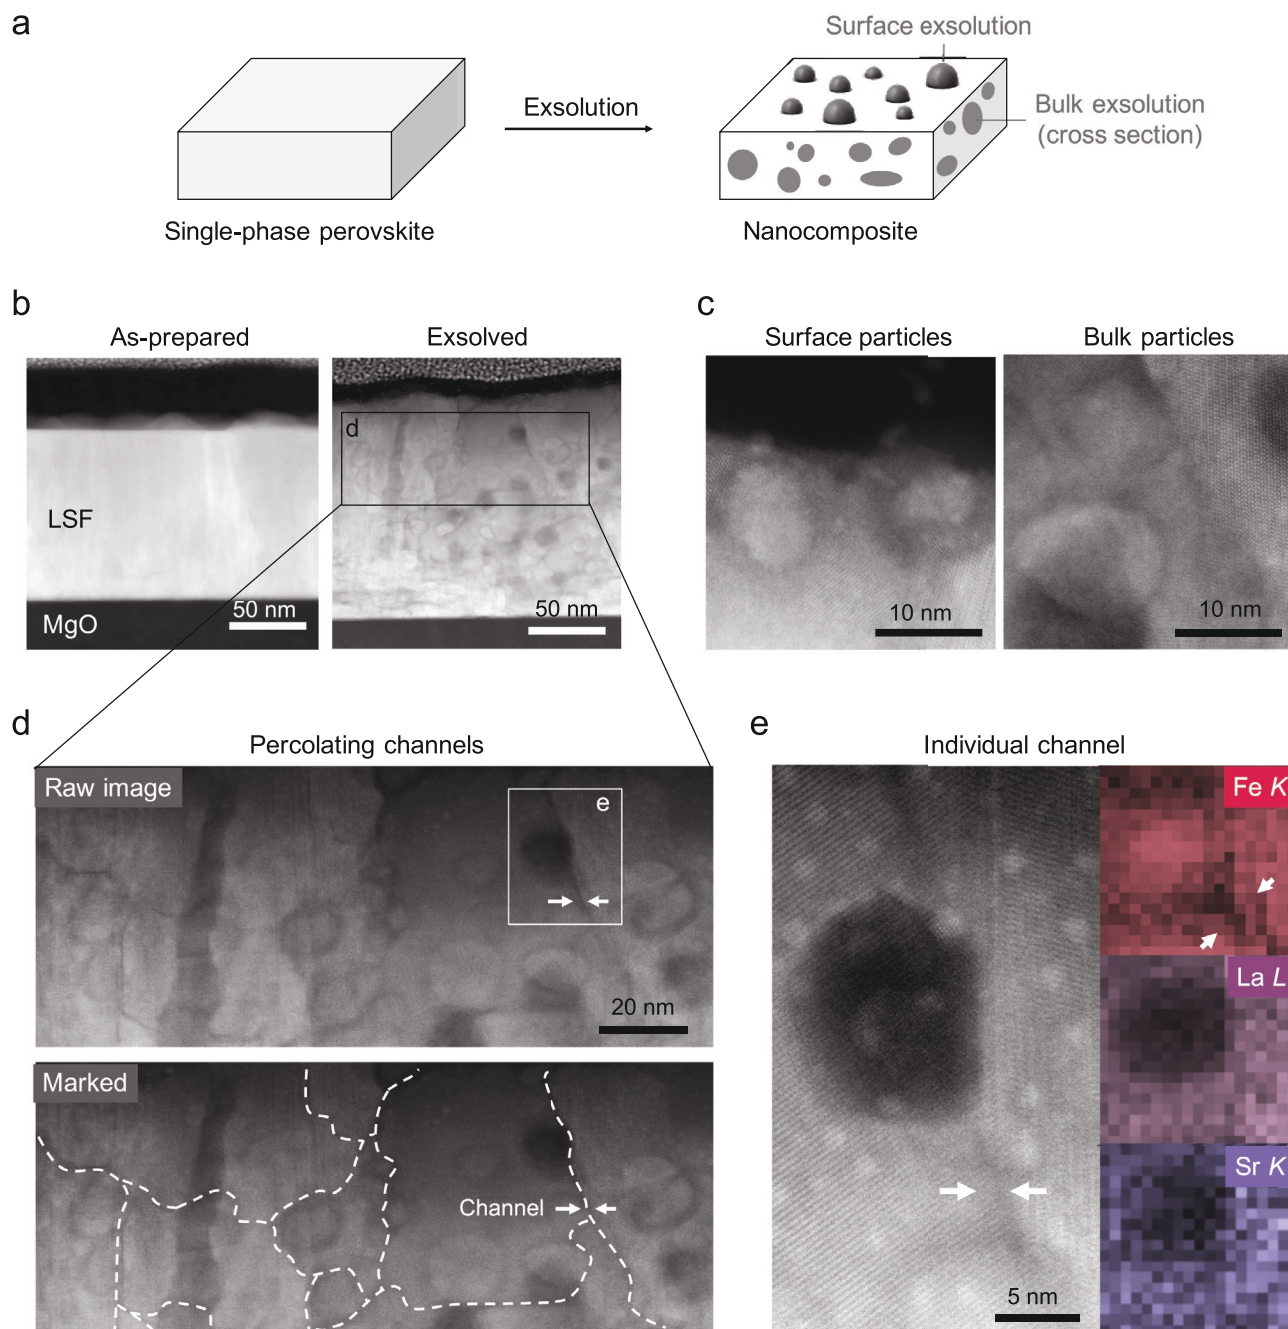 a
Surface exsolution
Exsolution
Bulk exsolution
(cross section)
Single-phase perovskite
Nanocomposite
b
As-prepared
Exsolved
d
LSF
MgO
50 nm
50 nm
c
Surface particles
Bulk particles
10 nm
10 nm
d
Percolating channels
Raw image
e
20 nm
Marked
Channel
e
Individual channel
Fe K
La L
Sr K
5 nm